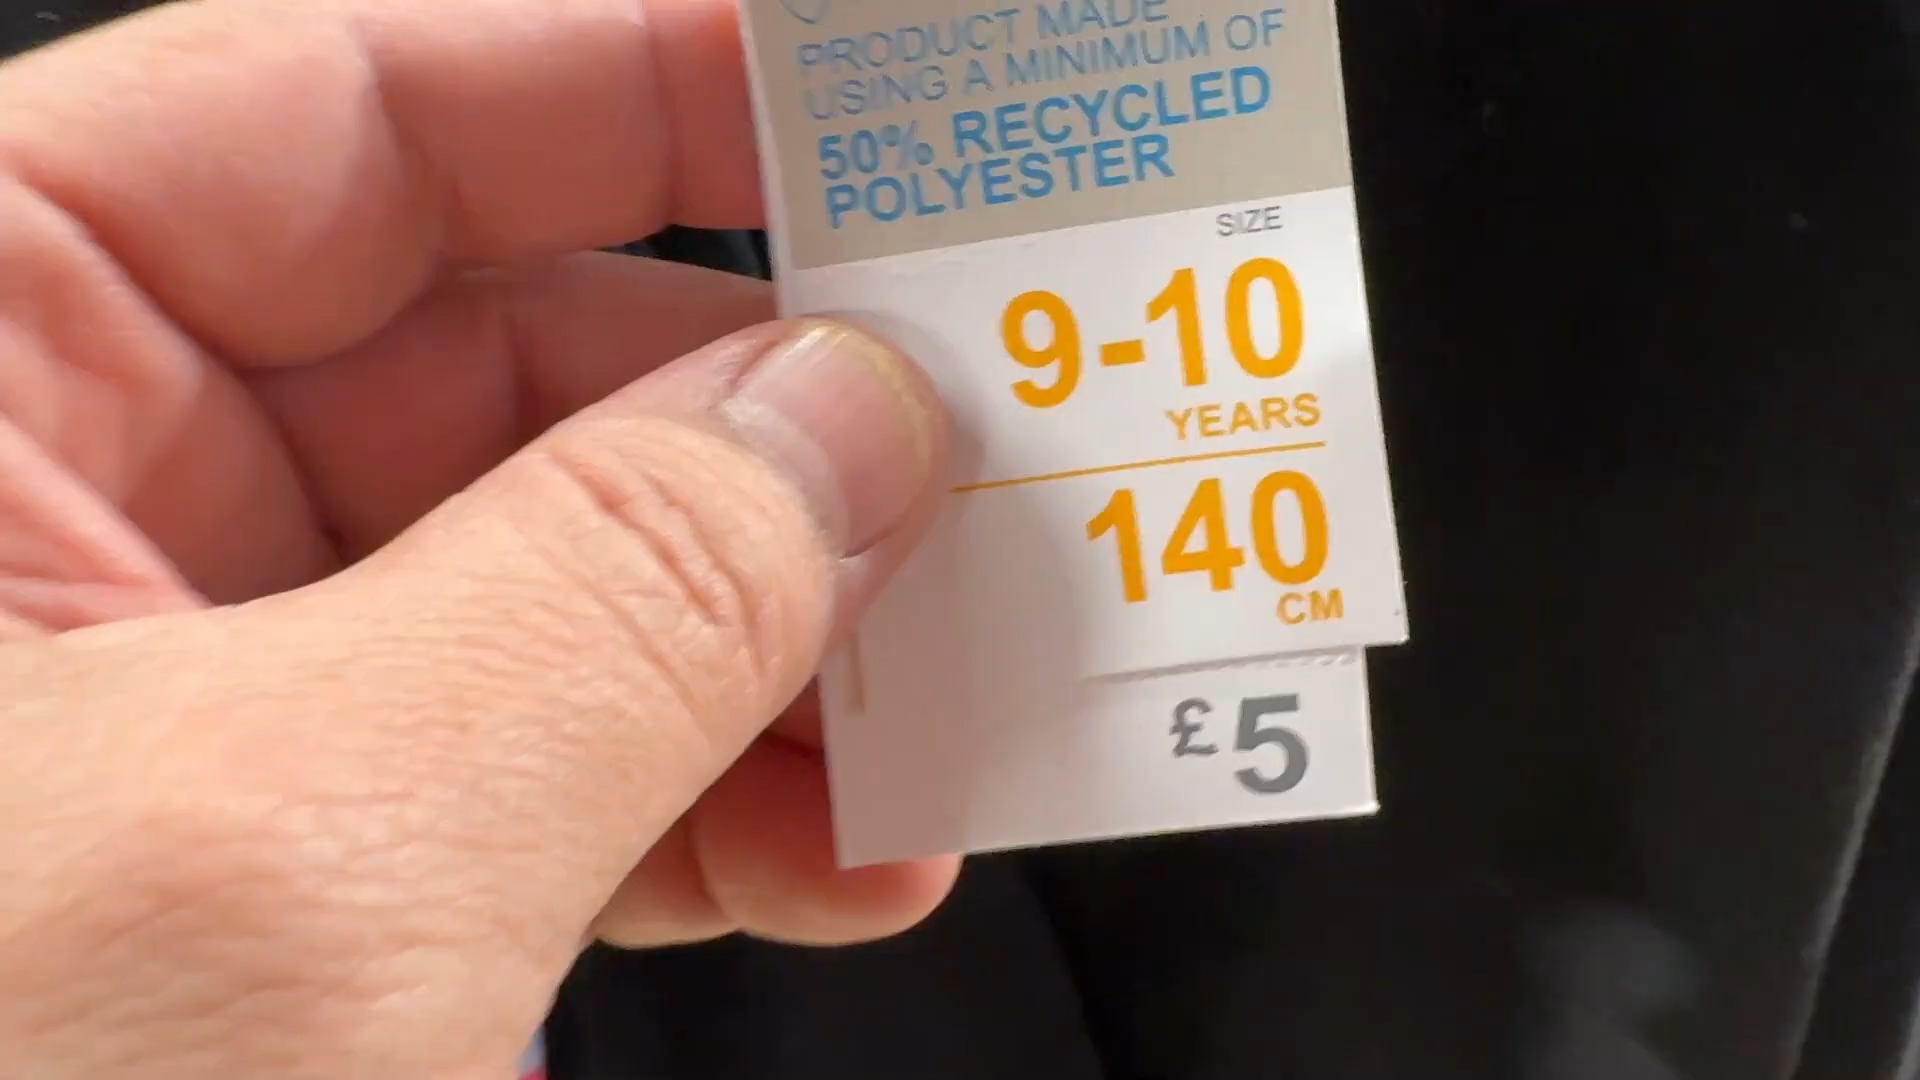 PRODUCT MADE
USING A MINIMUM OF
50% RECYCLED
POLYESTER
SIZE
9-10
YEARS
140
CM
£5